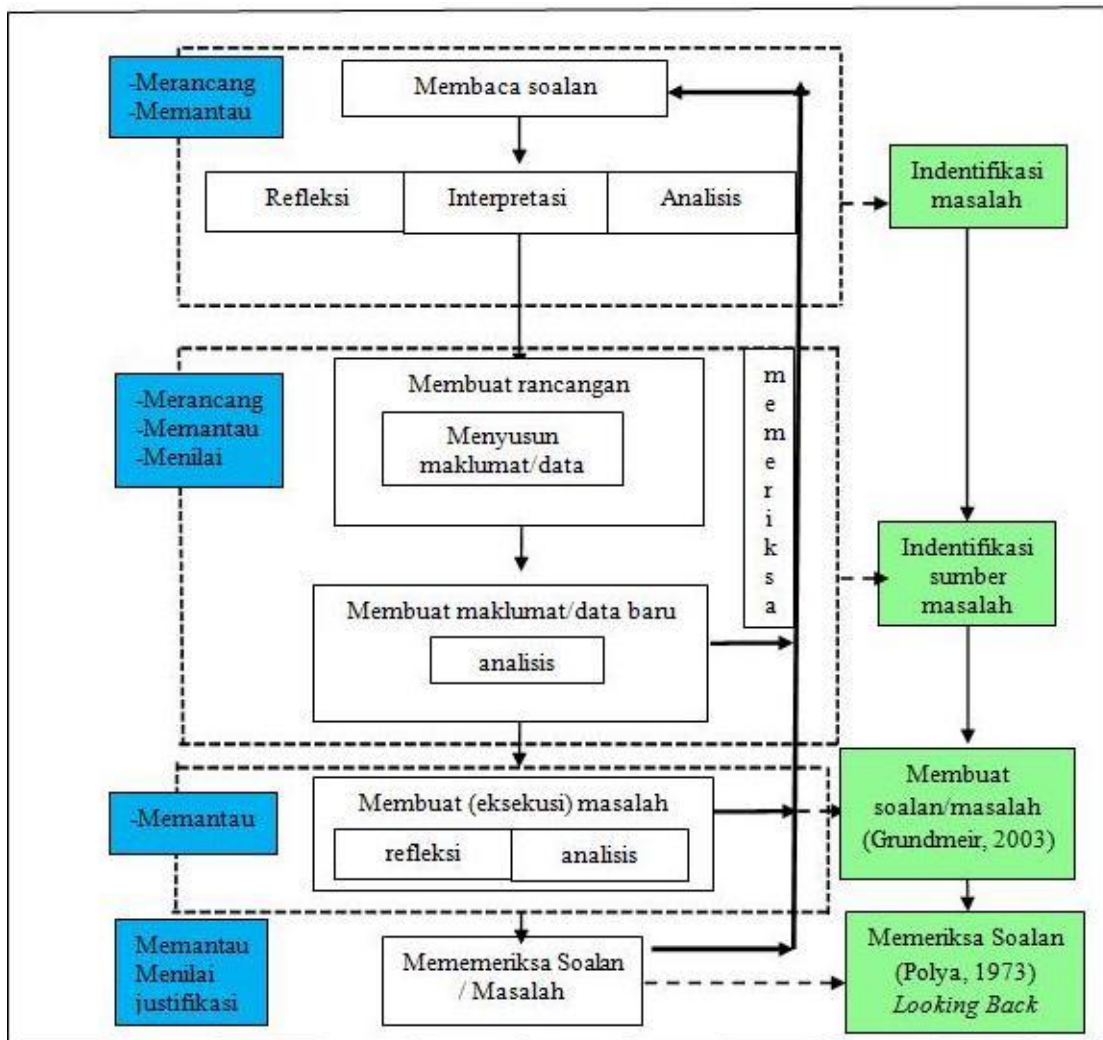 -Merancang
-Memantau
Membaca soalan
Refleksi
Interpretasi
Analisis
Indentifikasi
masalah
-Merancang
-Memantau
-Menilai
Membuat rancangan
Menyusun
maklumat/data
memeriksa
Membuat maklumat/data baru
analisis
Indentifikasi
sumber
masalah
-Memantau
Membuat (eksekusi) masalah
refleksi
analisis
Membuat
soalan/masalah
(Grundmeir, 2003)
Memantau
Menilai
justifikasi
Mememeriksa Soalan
/ Masalah
Memeriksa Soalan
(Polya, 1973)
Looking Back